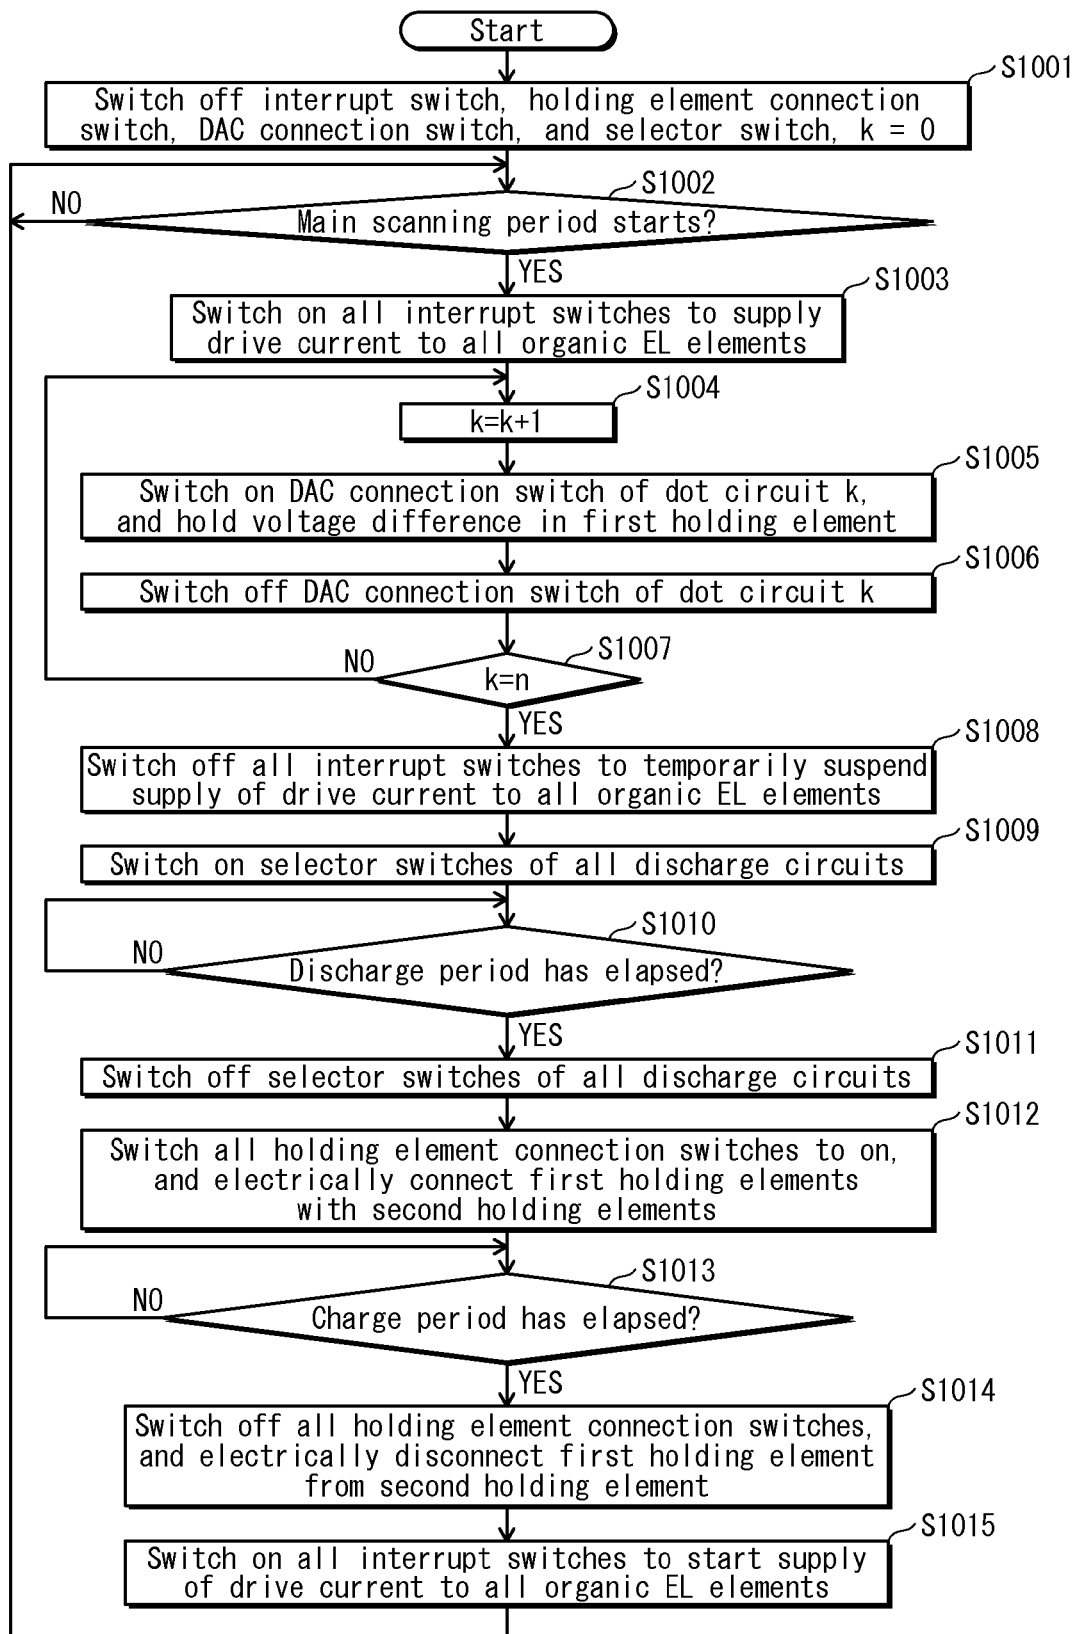 Start
S1001
Switch off interrupt switch, holding element connection
switch, DAC connection switch, and selector switch, k = 0
S1002
NO
Main scanning period starts?
YES
S1003
Switch on all interrupt switches to supply
drive current to all organic EL elements
S1004
k=k+1
S1005
Switch on DAC connection switch of dot circuit k,
and hold voltage difference in first holding element
S1006
Switch off DAC connection switch of dot circuit k
S1007
NO
k=n
YES
S1008
Switch off all interrupt switches to temporarily suspend
supply of drive current to all organic EL elements
S1009
Switch on selector switches of all discharge circuits
S1010
NO
Discharge period has elapsed?
YES
S1011
Switch off selector switches of all discharge circuits
S1012
Switch all holding element connection switches to on,
and electrically connect first holding elements
with second holding elements
S1013
NO
Charge period has elapsed?
YES
S1014
Switch off all holding element connection switches,
and electrically disconnect first holding element
from second holding element
S1015
Switch on all interrupt switches to start supply
of drive current to all organic EL elements